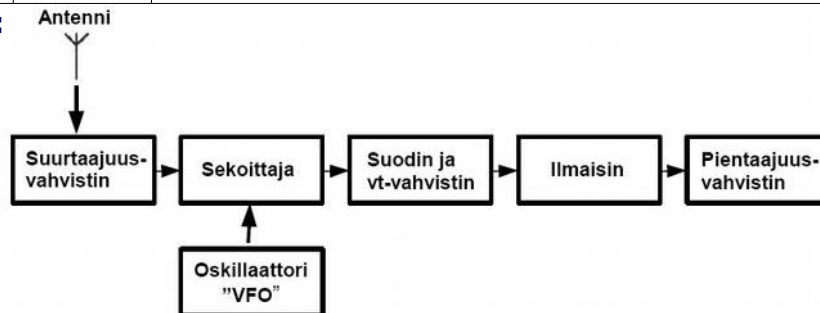 Antenni
Suurtaajuus-
vahvistin
Sekoittaja
Suodin ja
vt-vahvistin
Ilmaisin
Pientaajuus-
vahvistin
Oskillaattori
”VFO”